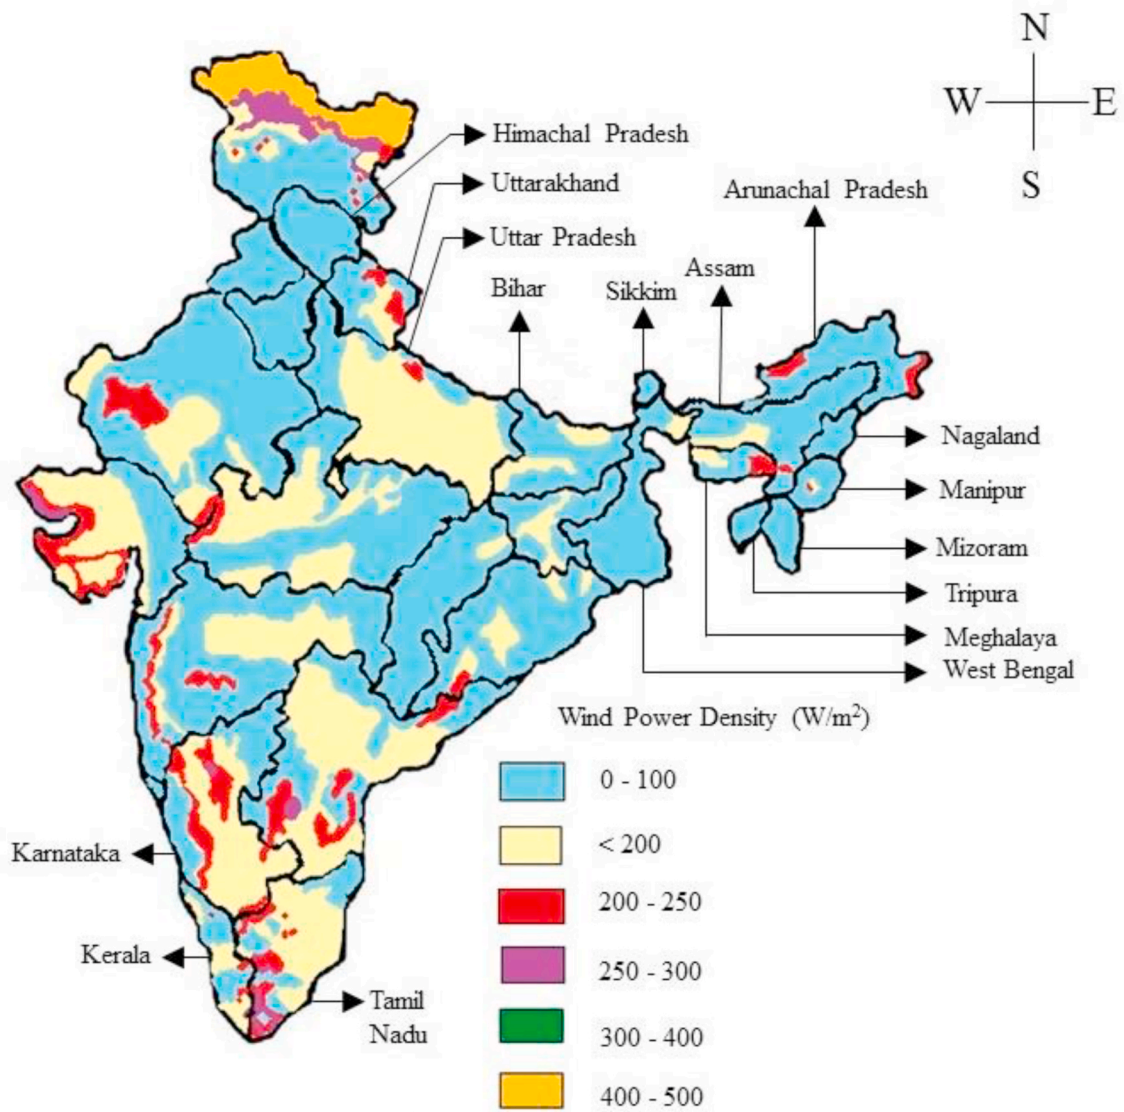 N
W E
S
Himachal Pradesh
Uttarakhand
Arunachal Pradesh
Uttar Pradesh
Assam
Bihar
Sikkim
Nagaland
Manipur
Mizoram
Tripura
Meghalaya
West Bengal
Wind Power Density (W/m²)
0 - 100
< 200
200 - 250
250 - 300
300 - 400
400 - 500
Karnataka
Kerala
Tamil
Nadu